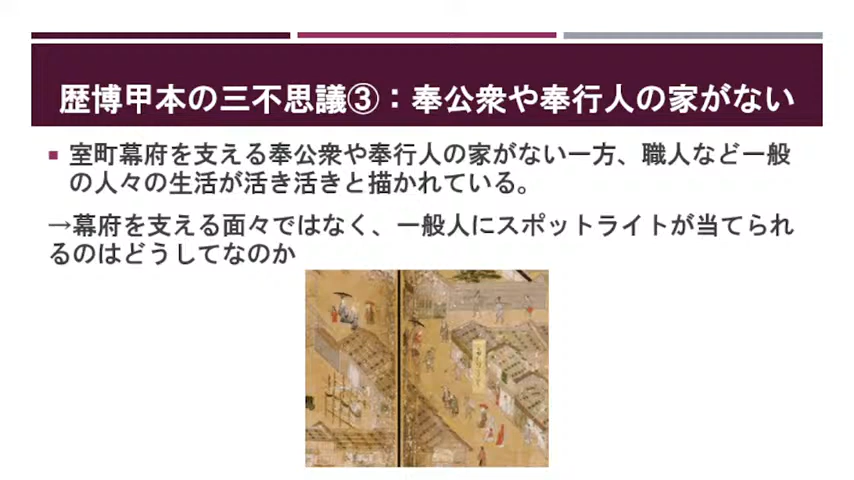 歴博甲本の三不思議③：奉公衆や奉行人の家がない
■ 室町幕府を支える奉公衆や奉行人の家がない一方、職人など一般
の人々の生活が活き活きと描かれている。
→幕府を支える面々ではなく、一般人にスポットライトが当てられ
るのはどうしてなのか